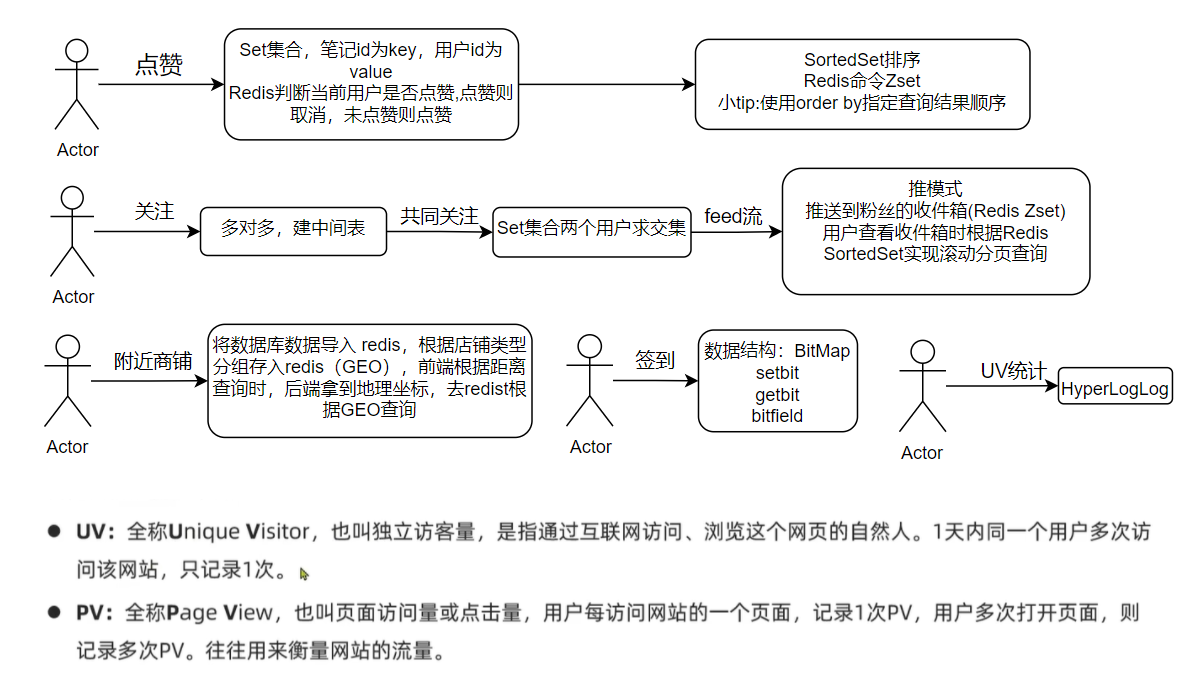 点赞
Set集合，笔记id为key，用户id为
value
Redis判断当前用户是否点赞,点赞则
取消，未点赞则点赞
SortedSet排序
Redis命令Zset
小tip:使用order by指定查询结果顺序
Actor
关注
多对多，建中间表
共同关注
Set集合两个用户求交集
feed流
推模式
推送到粉丝的收件箱(Redis Zset)
用户查看收件箱时根据Redis
SortedSet实现滚动分页查询
Actor
附近商铺
将数据库数据导入 redis，根据店铺类型
分组存入redis（GEO），前端根据距离
查询时，后端拿到地理坐标，去redist根
据GEO查询
Actor
签到
数据结构：BitMap
setbit
getbit
bitfield
Actor
UV统计
HyperLogLog
Actor
● UV：全称Unique Visitor，也叫独立访客量，是指通过互联网访问、浏览这个网页的自然人。1天内同一个用户多次访
问该网站，只记录1次。
● PV：全称Page View，也叫页面访问量或点击量，用户每访问网站的一个页面，记录1次PV，用户多次打开页面，则
记录多次PV。往往用来衡量网站的流量。